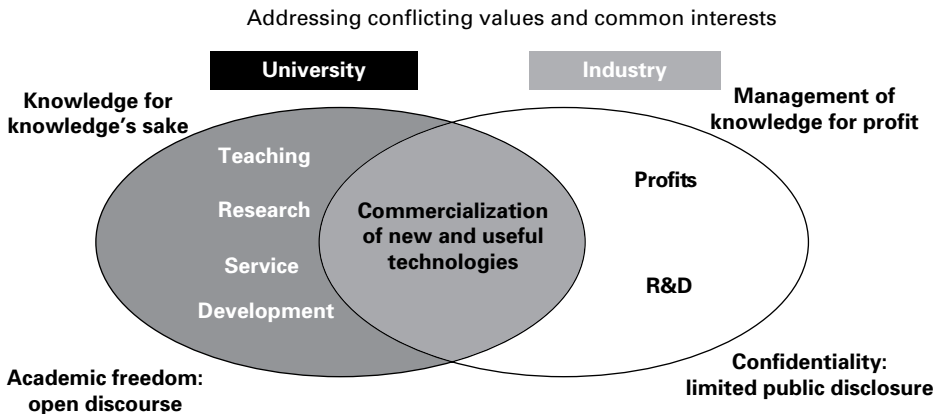 Addressing conflicting values and common interests
University
Industry
Knowledge for
knowledge's sake
Management of
knowledge for profit
Teaching
Research
Service
Development
Commercialization
of new and useful
technologies
Profits
R&D
Academic freedom:
open discourse
Confidentiality:
limited public disclosure